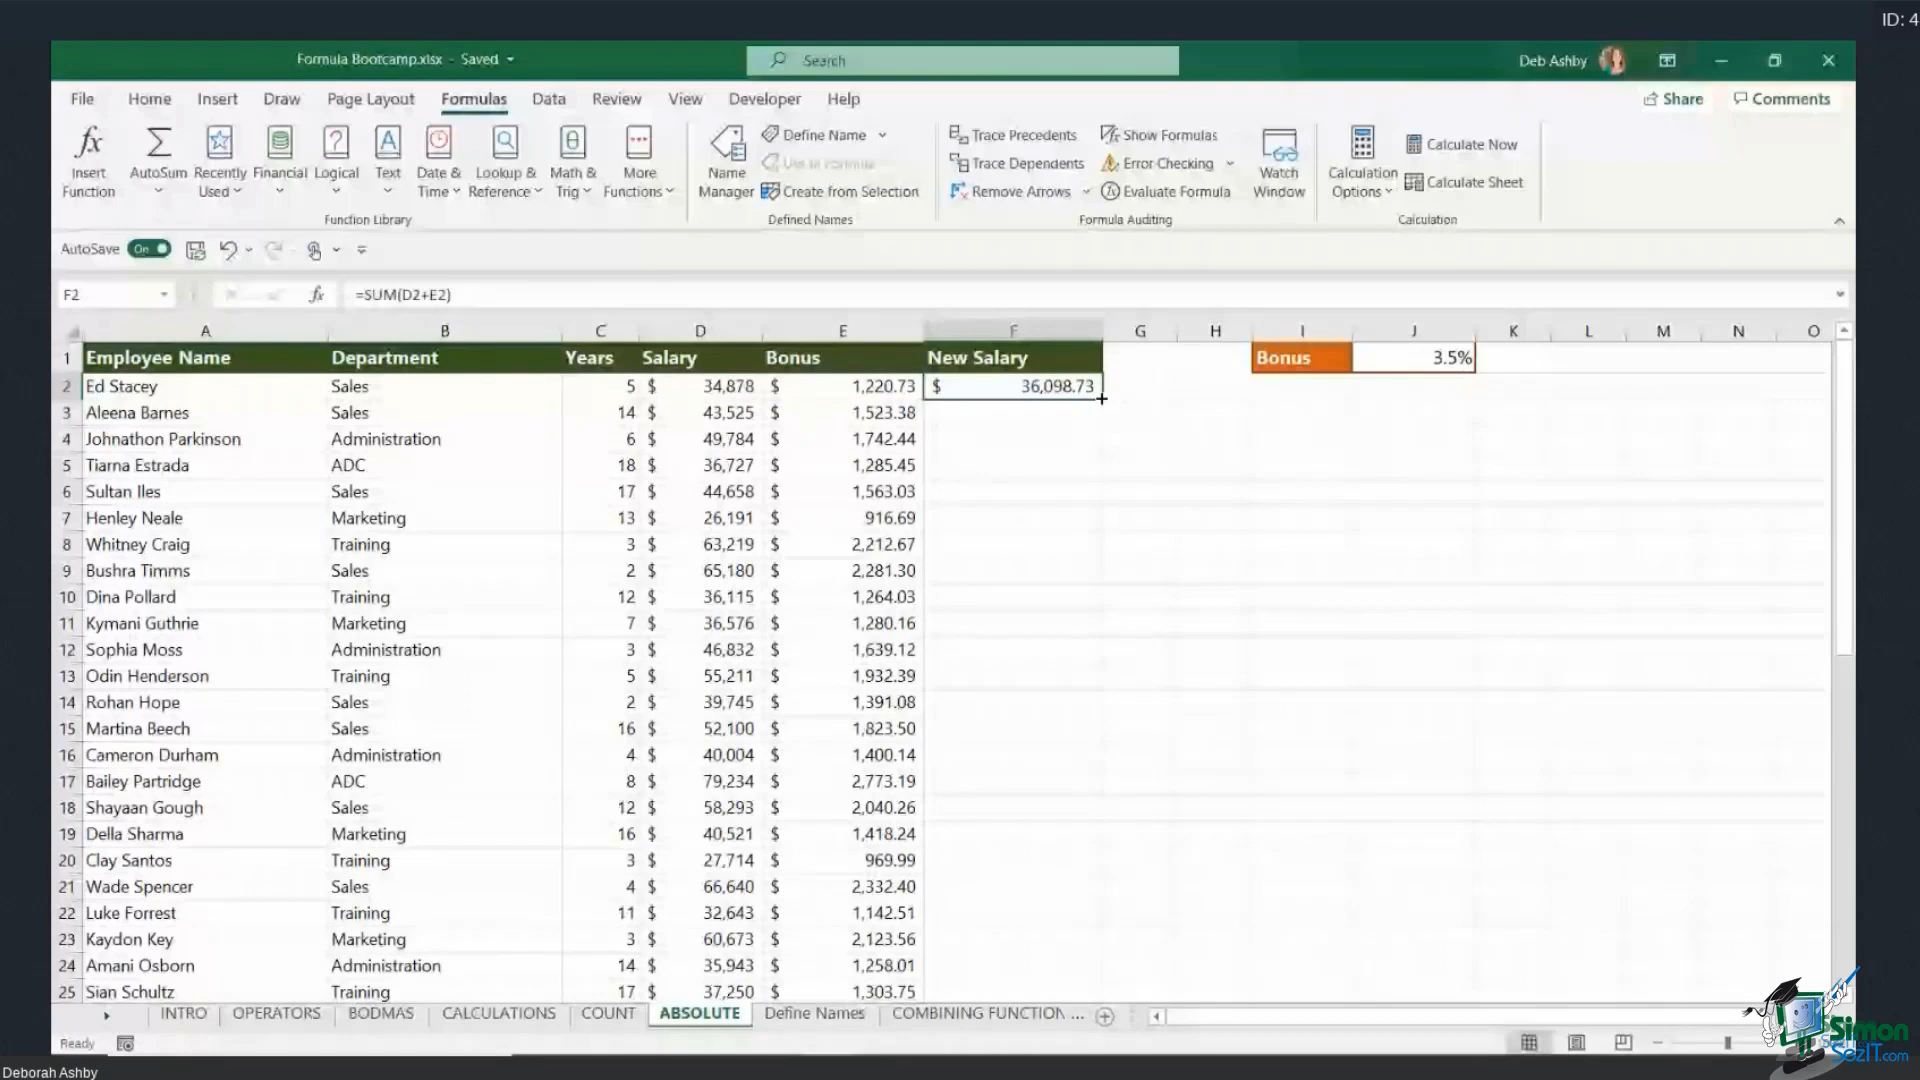 ID: 4
Formula Bootcamp.xlsx - Saved
Search
Deb Ashby
File Home Insert Draw Page Layout Formulas Data Review View Developer Help
Share Comments
Insert Function
AutoSum
Recently Used
Financial
Logical
Text
Date & Time
Lookup & Reference
Math & Trig
More Functions
Function Library
Name Manager
Define Name
Use in Formula
Create from Selection
Defined Names
Trace Precedents
Trace Dependents
Remove Arrows
Show Formulas
Error Checking
Evaluate Formula
Formula Auditing
Watch Window
Calculation Options
Calculate Now
Calculate Sheet
Calculation
AutoSave On
F2 fx =SUM(D2+E2)
A B C D E F G H I J K L M N O
1 Employee Name Department Years Salary Bonus New Salary Bonus 3.5%
2 Ed Stacey Sales 5 $ 34,878 $ 1,220.73 $ 36,098.73
3 Aleena Barnes Sales 14 $ 43,525 $ 1,523.38
4 Johnathon Parkinson Administration 6 $ 49,784 $ 1,742.44
5 Tiarna Estrada ADC 18 $ 36,727 $ 1,285.45
6 Sultan Iles Sales 17 $ 44,658 $ 1,563.03
7 Henley Neale Marketing 13 $ 26,191 $ 916.69
8 Whitney Craig Training 3 $ 63,219 $ 2,212.67
9 Bushra Timms Sales 2 $ 65,180 $ 2,281.30
10 Dina Pollard Training 12 $ 36,115 $ 1,264.03
11 Kymani Guthrie Marketing 7 $ 36,576 $ 1,280.16
12 Sophia Moss Administration 3 $ 46,832 $ 1,639.12
13 Odin Henderson Training 5 $ 55,211 $ 1,932.39
14 Rohan Hope Sales 2 $ 39,745 $ 1,391.08
15 Martina Beech Sales 16 $ 52,100 $ 1,823.50
16 Cameron Durham Administration 4 $ 40,004 $ 1,400.14
17 Bailey Partridge ADC 8 $ 79,234 $ 2,773.19
18 Shayaan Gough Sales 12 $ 58,293 $ 2,040.26
19 Della Sharma Marketing 16 $ 40,521 $ 1,418.24
20 Clay Santos Training 3 $ 27,714 $ 969.99
21 Wade Spencer Sales 4 $ 66,640 $ 2,332.40
22 Luke Forrest Training 11 $ 32,643 $ 1,142.51
23 Kaydon Key Marketing 3 $ 60,673 $ 2,123.56
24 Amani Osborn Administration 14 $ 35,943 $ 1,258.01
25 Sian Schultz Training 17 $ 37,250 $ 1,303.75
INTRO OPERATORS BODMAS CALCULATIONS COUNT ABSOLUTE Define Names COMBINING FUNCTION ...
Ready
Simon
SezIT.com
Deborah Ashby